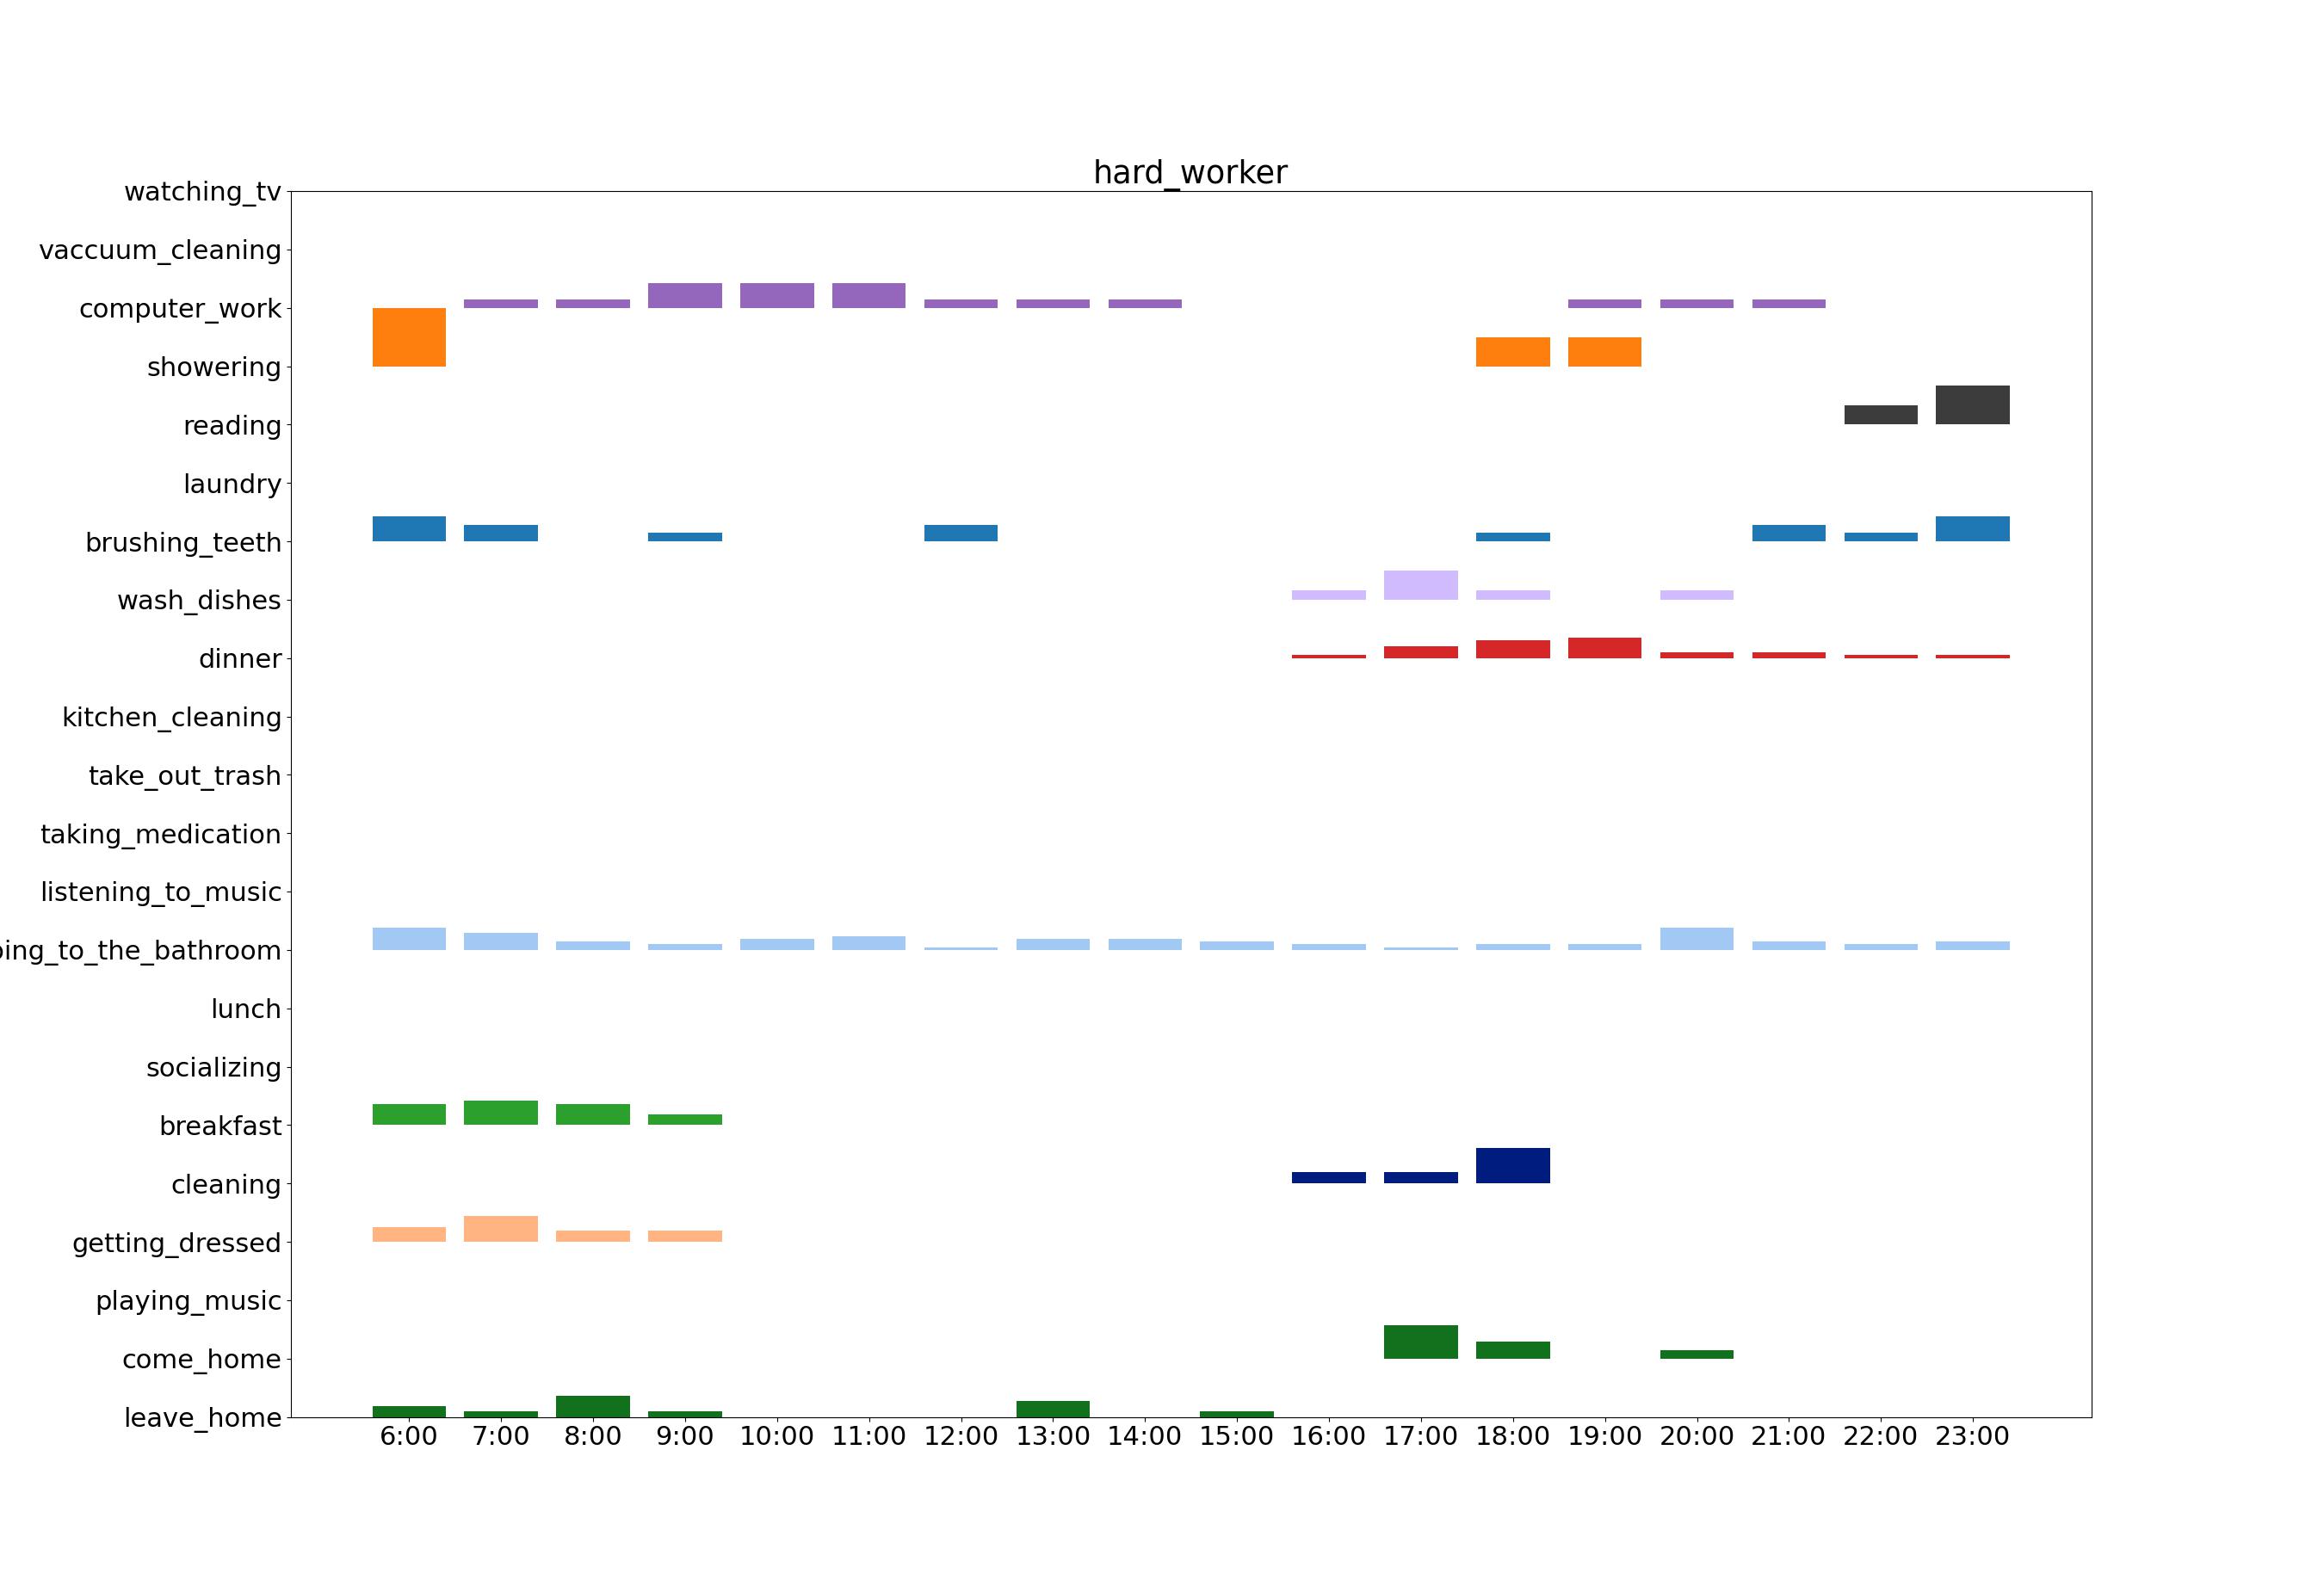 hard_worker
watching_tv
vaccuum_cleaning
computer_work
showering
reading
laundry
brushing_teeth
wash_dishes
dinner
kitchen_cleaning
take_out_trash
taking_medication
listening_to_music
oing_to_the_bathroom
lunch
socializing
breakfast
cleaning
getting_dressed
playing_music
come_home
leave_home
6:00 7:00 8:00 9:00 10:00 11:00 12:00 13:00 14:00 15:00 16:00 17:00 18:00 19:00 20:00 21:00 22:00 23:00